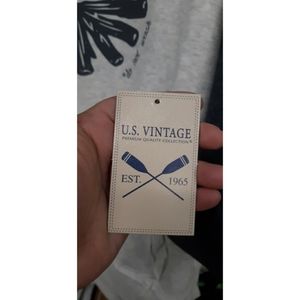 U.S. VINTAGE
PREMIUM QUALITY COLLECTION
EST. 1965